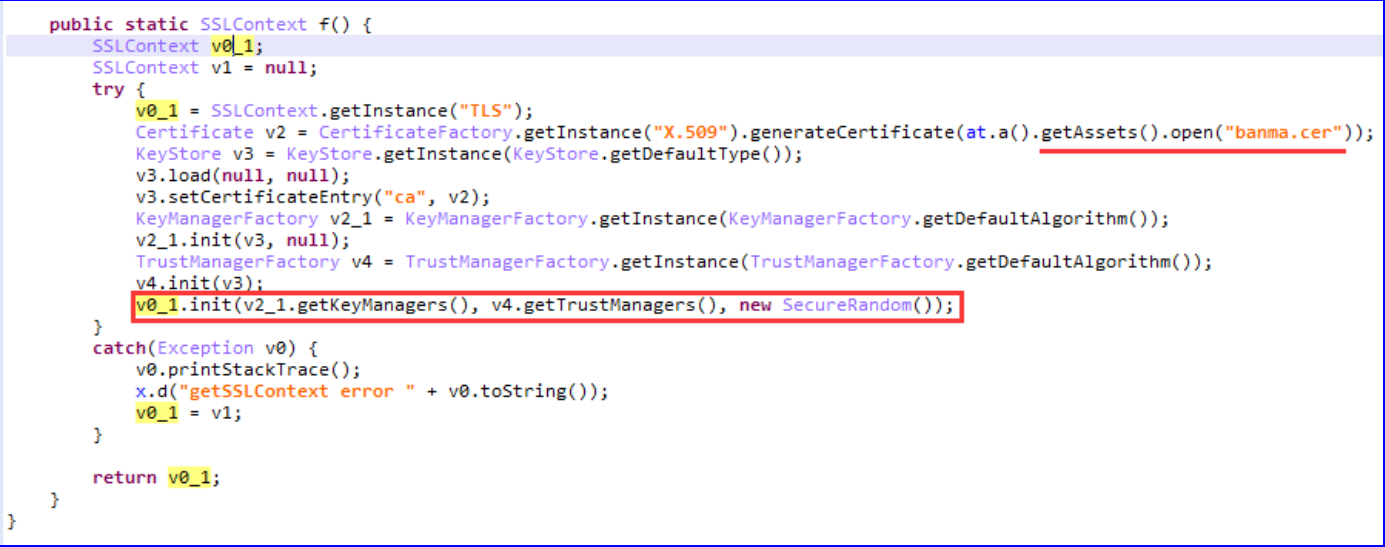 public static SSLContext f() {
SSLContext v0_1;
SSLContext v1 = null;
try {
v0_1 = SSLContext.getInstance("TLS");
Certificate v2 = CertificateFactory.getInstance("X.509").generateCertificate(at.a().getAssets().open("banma.cer"));
KeyStore v3 = KeyStore.getInstance(KeyStore.getDefaultType());
v3.load(null, null);
v3.setCertificateEntry("ca", v2);
KeyManagerFactory v2_1 = KeyManagerFactory.getInstance(KeyManagerFactory.getDefaultAlgorithm());
v2_1.init(v3, null);
TrustManagerFactory v4 = TrustManagerFactory.getInstance(TrustManagerFactory.getDefaultAlgorithm());
v4.init(v3);
v0_1.init(v2_1.getKeyManagers(), v4.getTrustManagers(), new SecureRandom());
}
catch(Exception v0) {
v0.printStackTrace();
x.d("getSSLContext error " + v0.toString());
v0_1 = v1;
}
return v0_1;
}
}